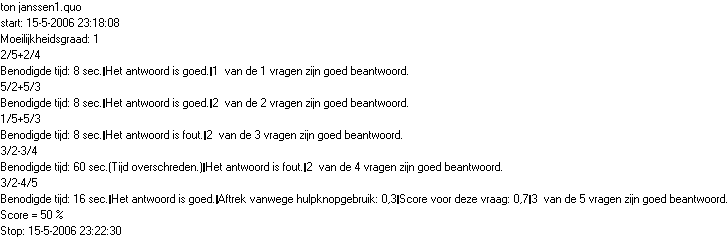 ton janssen1.quo
start: 15-5-2006 23:18:08
Moeilijkheidsgraad: 1
2/5+2/4
Benodigde tijd: 8 sec.|Het antwoord is goed.|1 van de 1 vragen zijn goed beantwoord.
5/2+5/3
Benodigde tijd: 8 sec.|Het antwoord is goed.|2 van de 2 vragen zijn goed beantwoord.
1/5+5/3
Benodigde tijd: 8 sec.|Het antwoord is fout.|2 van de 3 vragen zijn goed beantwoord.
3/2-3/4
Benodigde tijd: 60 sec.(Tijd overschreden.)|Het antwoord is fout.|2 van de 4 vragen zijn goed beantwoord.
3/2-4/5
Benodigde tijd: 16 sec.|Het antwoord is goed.|Aftrek vanwege hulpknopgebruik: 0,3|Score voor deze vraag: 0,7|3 van de 5 vragen zijn goed beantwoord.
Score = 50 %
Stop: 15-5-2006 23:22:30